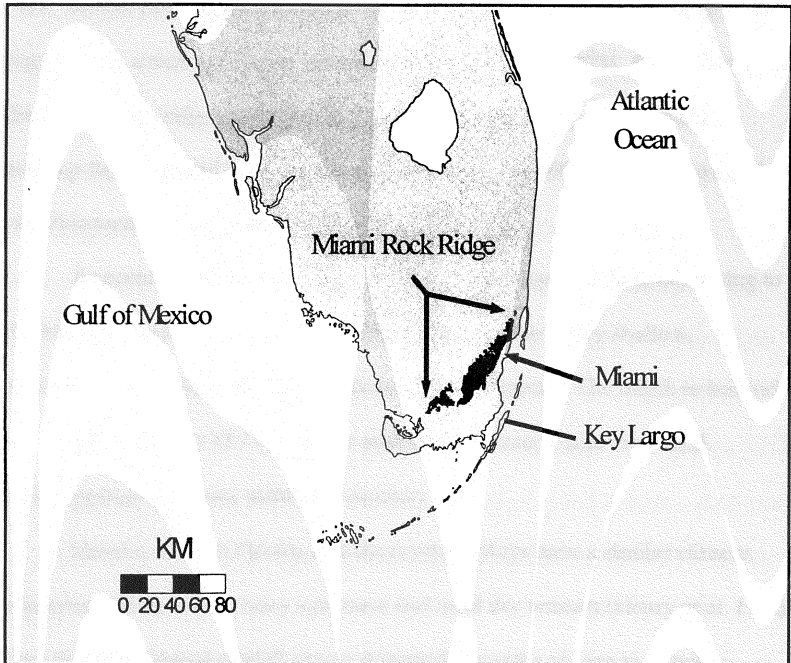 Atlantic
Ocean
Miami Rock Ridge
Gulf of Mexico
Miami
Key Largo
KM
0 20 40 60 80